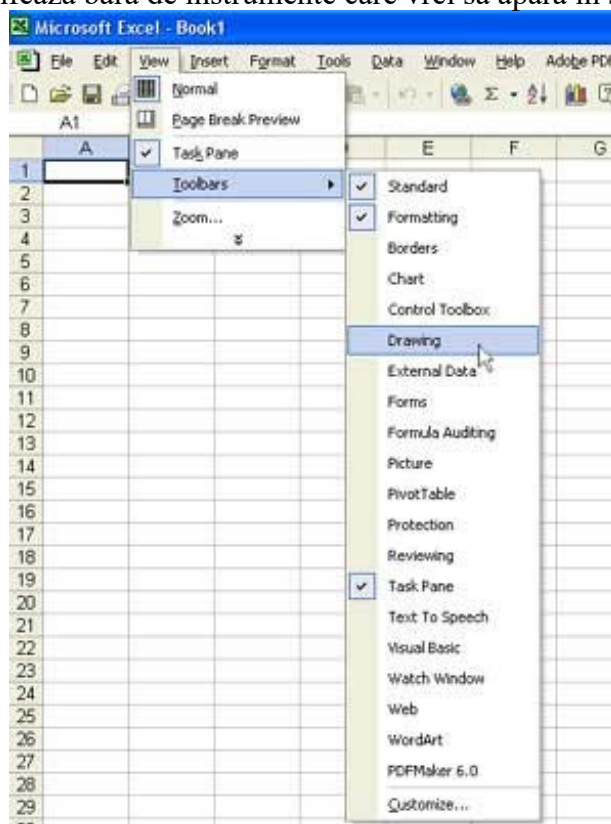 bara de instrumente care vrei sa apara in
Microsoft Excel - Book1
File Edit View Insert Format Tools Data Window Help Adobe PDF
Normal
Page Break Preview
Task Pane
Toolbars
Zoom...
A1
A E F G
Standard
Formatting
Borders
Chart
Control Toolbox
Drawing
External Data
Forms
Formula Auditing
Picture
PivotTable
Protection
Reviewing
Task Pane
Text To Speech
Visual Basic
Watch Window
Web
WordArt
PDFMaker 6.0
Customize...
1
2
3
4
5
6
7
8
9
10
11
12
13
14
15
16
17
18
19
20
21
22
23
24
25
26
27
28
29